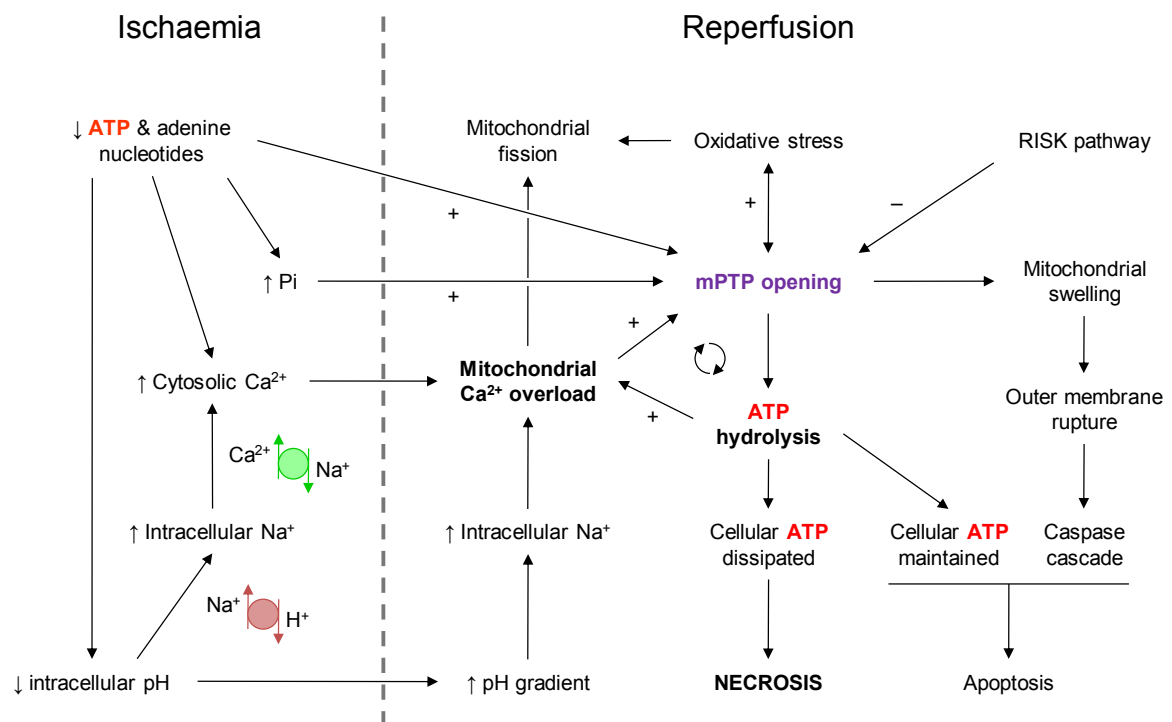 Ischaemia
Reperfusion
↓ ATP & adenine
nucleotides
Mitochondrial
fission
Oxidative stress
RISK pathway
+
+
–
↑ Pi
+
mPTP opening
Mitochondrial
swelling
+
↑ Cytosolic Ca²⁺
Mitochondrial
Ca²⁺ overload
+
ATP
hydrolysis
Outer membrane
rupture
Ca²⁺
Na⁺
↑ Intracellular Na⁺
↑ Intracellular Na⁺
Cellular ATP
dissipated
Cellular ATP
maintained
Caspase
cascade
Na⁺
H⁺
↓ intracellular pH
↑ pH gradient
NECROSIS
Apoptosis